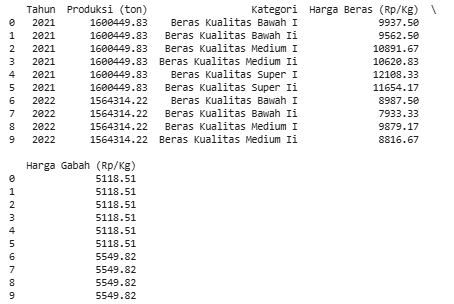 Tahun Produksi (ton) Kategori Harga Beras (Rp/Kg) \
0 2021 1600449.83 Beras Kualitas Bawah I 9937.50
1 2021 1600449.83 Beras Kualitas Bawah Ii 9562.50
2 2021 1600449.83 Beras Kualitas Medium I 10891.67
3 2021 1600449.83 Beras Kualitas Medium Ii 10620.83
4 2021 1600449.83 Beras Kualitas Super I 12108.33
5 2021 1600449.83 Beras Kualitas Super Ii 11654.17
6 2022 1564314.22 Beras Kualitas Bawah I 8987.50
7 2022 1564314.22 Beras Kualitas Bawah Ii 7933.33
8 2022 1564314.22 Beras Kualitas Medium I 9879.17
9 2022 1564314.22 Beras Kualitas Medium Ii 8816.67
Harga Gabah (Rp/Kg)
0 5118.51
1 5118.51
2 5118.51
3 5118.51
4 5118.51
5 5118.51
6 5549.82
7 5549.82
8 5549.82
9 5549.82